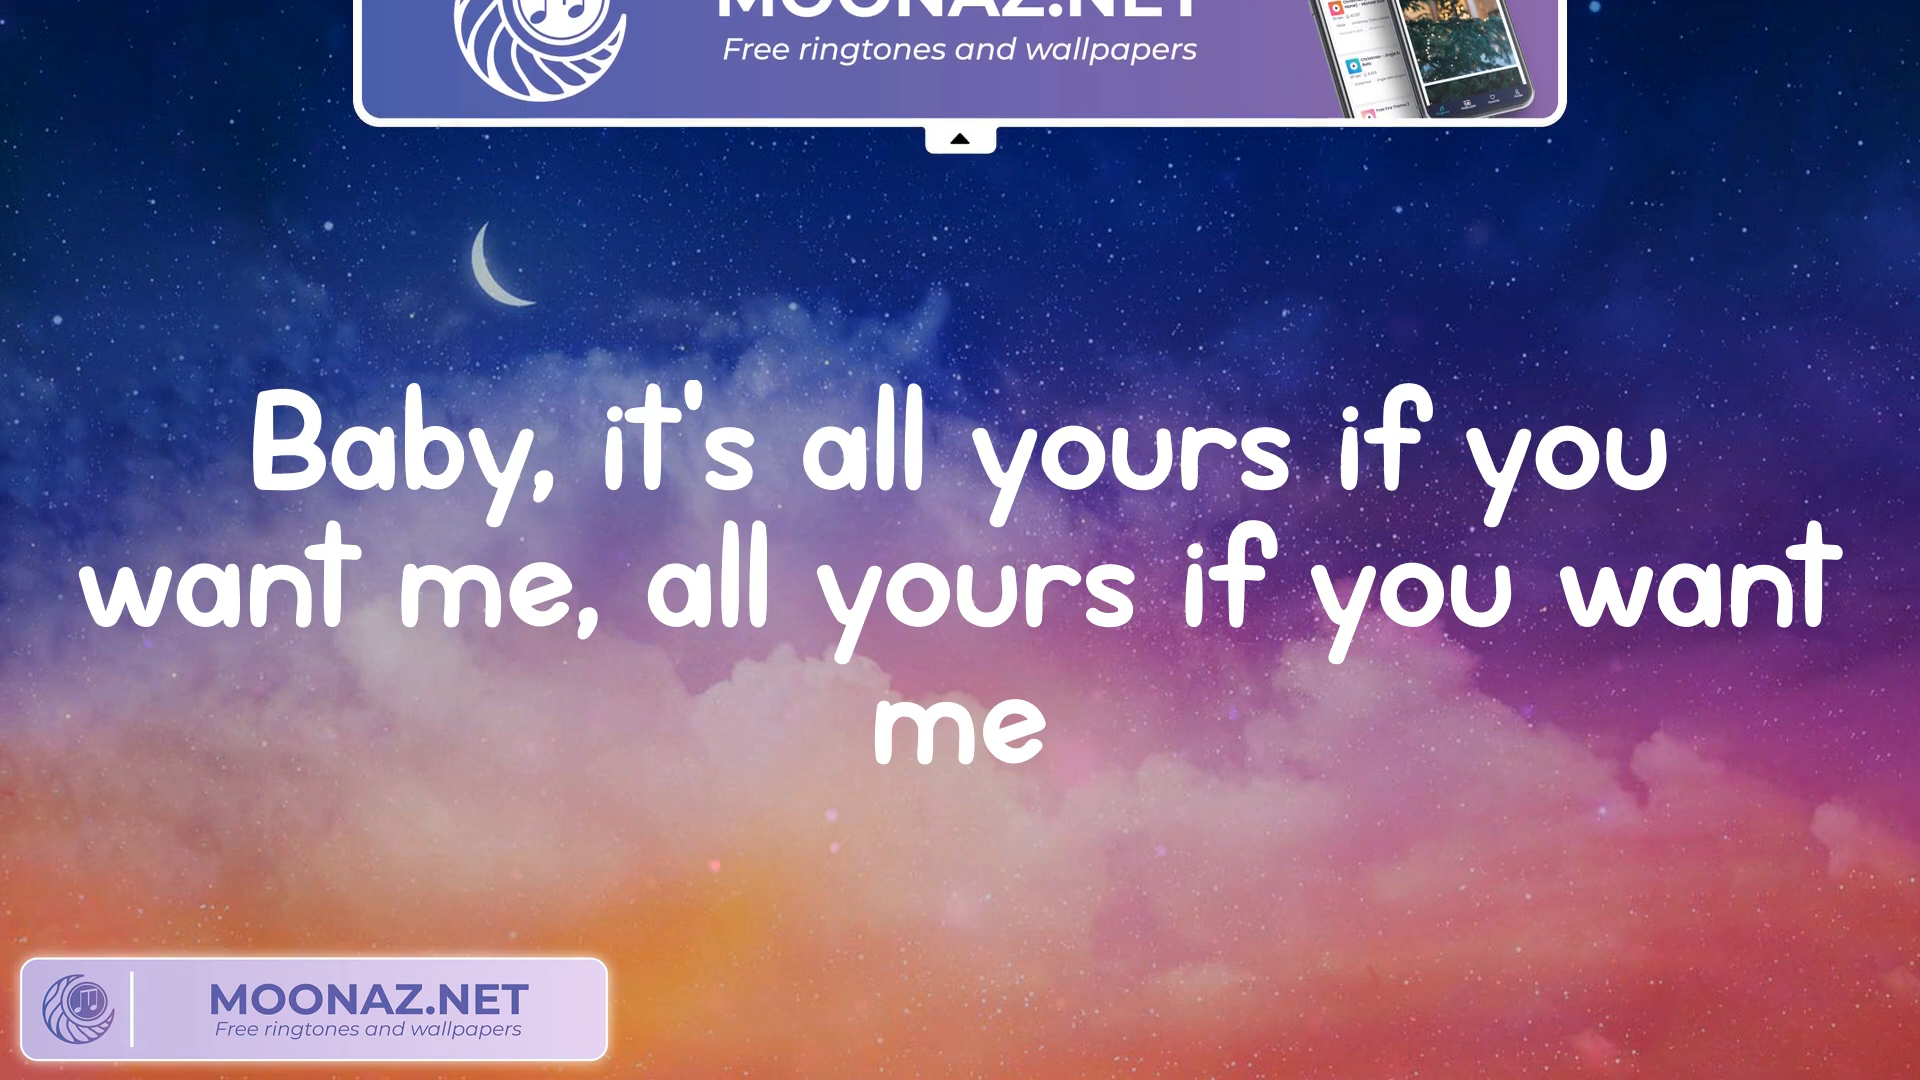 MOONAZ.NET
Free ringtones and wallpapers
Baby, it's all yours if you
want me, all yours if you want
me
MOONAZ.NET
Free ringtones and wallpapers